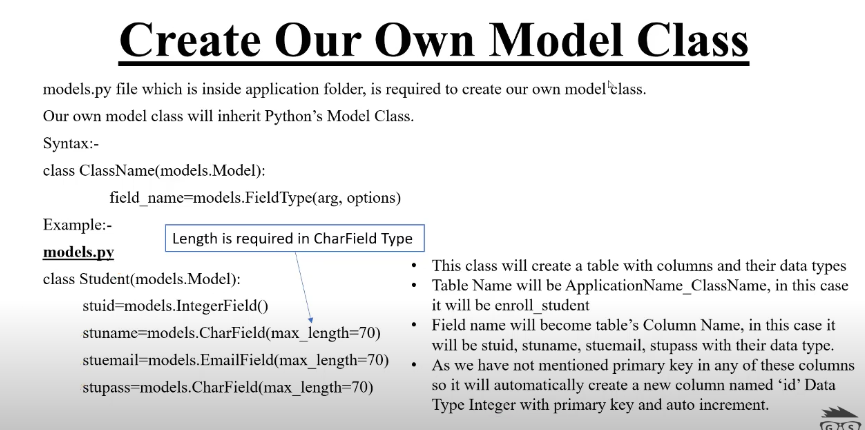 Create Our Own Model Class
models.py file which is inside application folder, is required to create our own model class.
Our own model class will inherit Python's Model Class.
Syntax:-
class ClassName(models.Model):
field_name=models.FieldType(arg, options)
Example:-
Length is required in CharField Type
models.py
class Student(models.Model):
stuid=models.IntegerField()
stuname=models.CharField(max_length=70)
stuemail=models.EmailField(max_length=70)
stupass=models.CharField(max_length=70)
• This class will create a table with columns and their data types
• Table Name will be ApplicationName_ClassName, in this case
it will be enroll_student
• Field name will become table's Column Name, in this case it
will be stuid, stuname, stuemail, stupass with their data type.
• As we have not mentioned primary key in any of these columns
so it will automatically create a new column named 'id' Data
Type Integer with primary key and auto increment.
G S